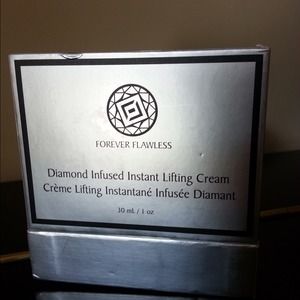 FOREVER FLAWLESS
Diamond Infused Instant Lifting Cream
Crème Lifting Instantané Infusée Diamant
30 ml. / 1 oz